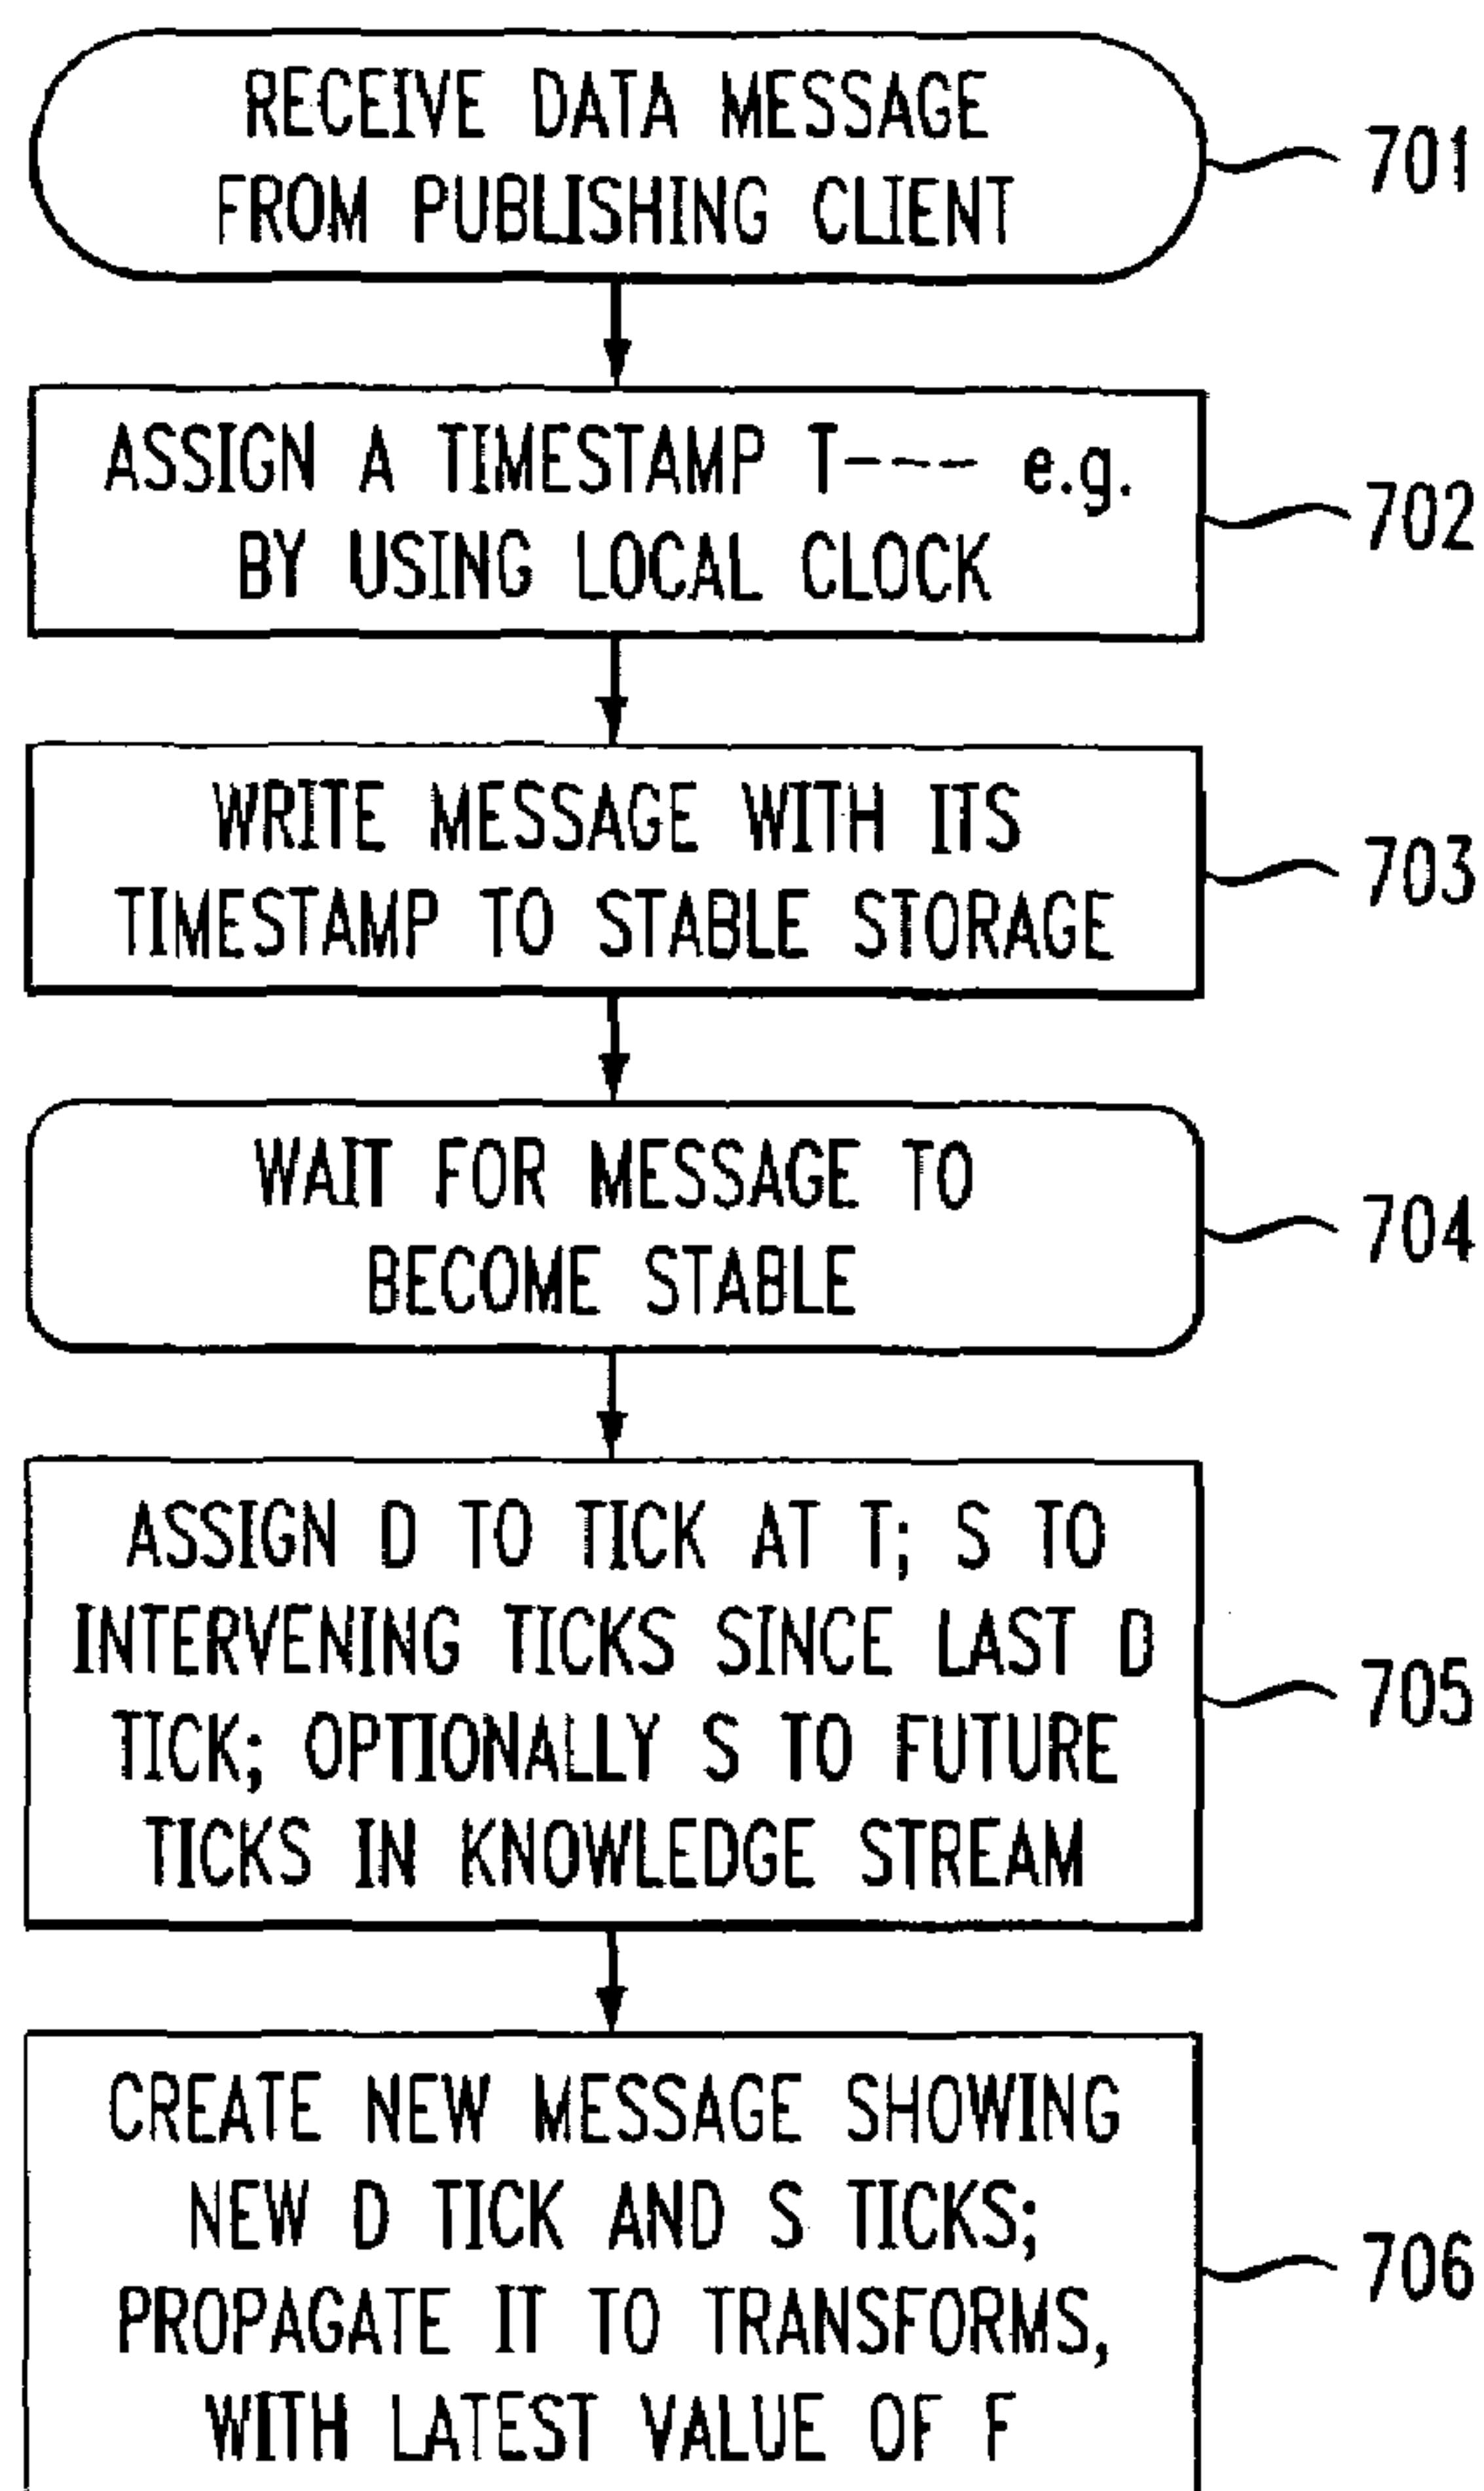 RECEIVE DATA MESSAGE
FROM PUBLISHING CLIENT
701
ASSIGN A TIMESTAMP T---- e.g.
BY USING LOCAL CLOCK
702
WRITE MESSAGE WITH ITS
TIMESTAMP TO STABLE STORAGE
703
WAIT FOR MESSAGE TO
BECOME STABLE
704
ASSIGN D TO TICK AT T; S TO
INTERVENING TICKS SINCE LAST D
TICK; OPTIONALLY S TO FUTURE
TICKS IN KNOWLEDGE STREAM
705
CREATE NEW MESSAGE SHOWING
NEW D TICK AND S TICKS;
PROPAGATE IT TO TRANSFORMS,
WITH LATEST VALUE OF F
706